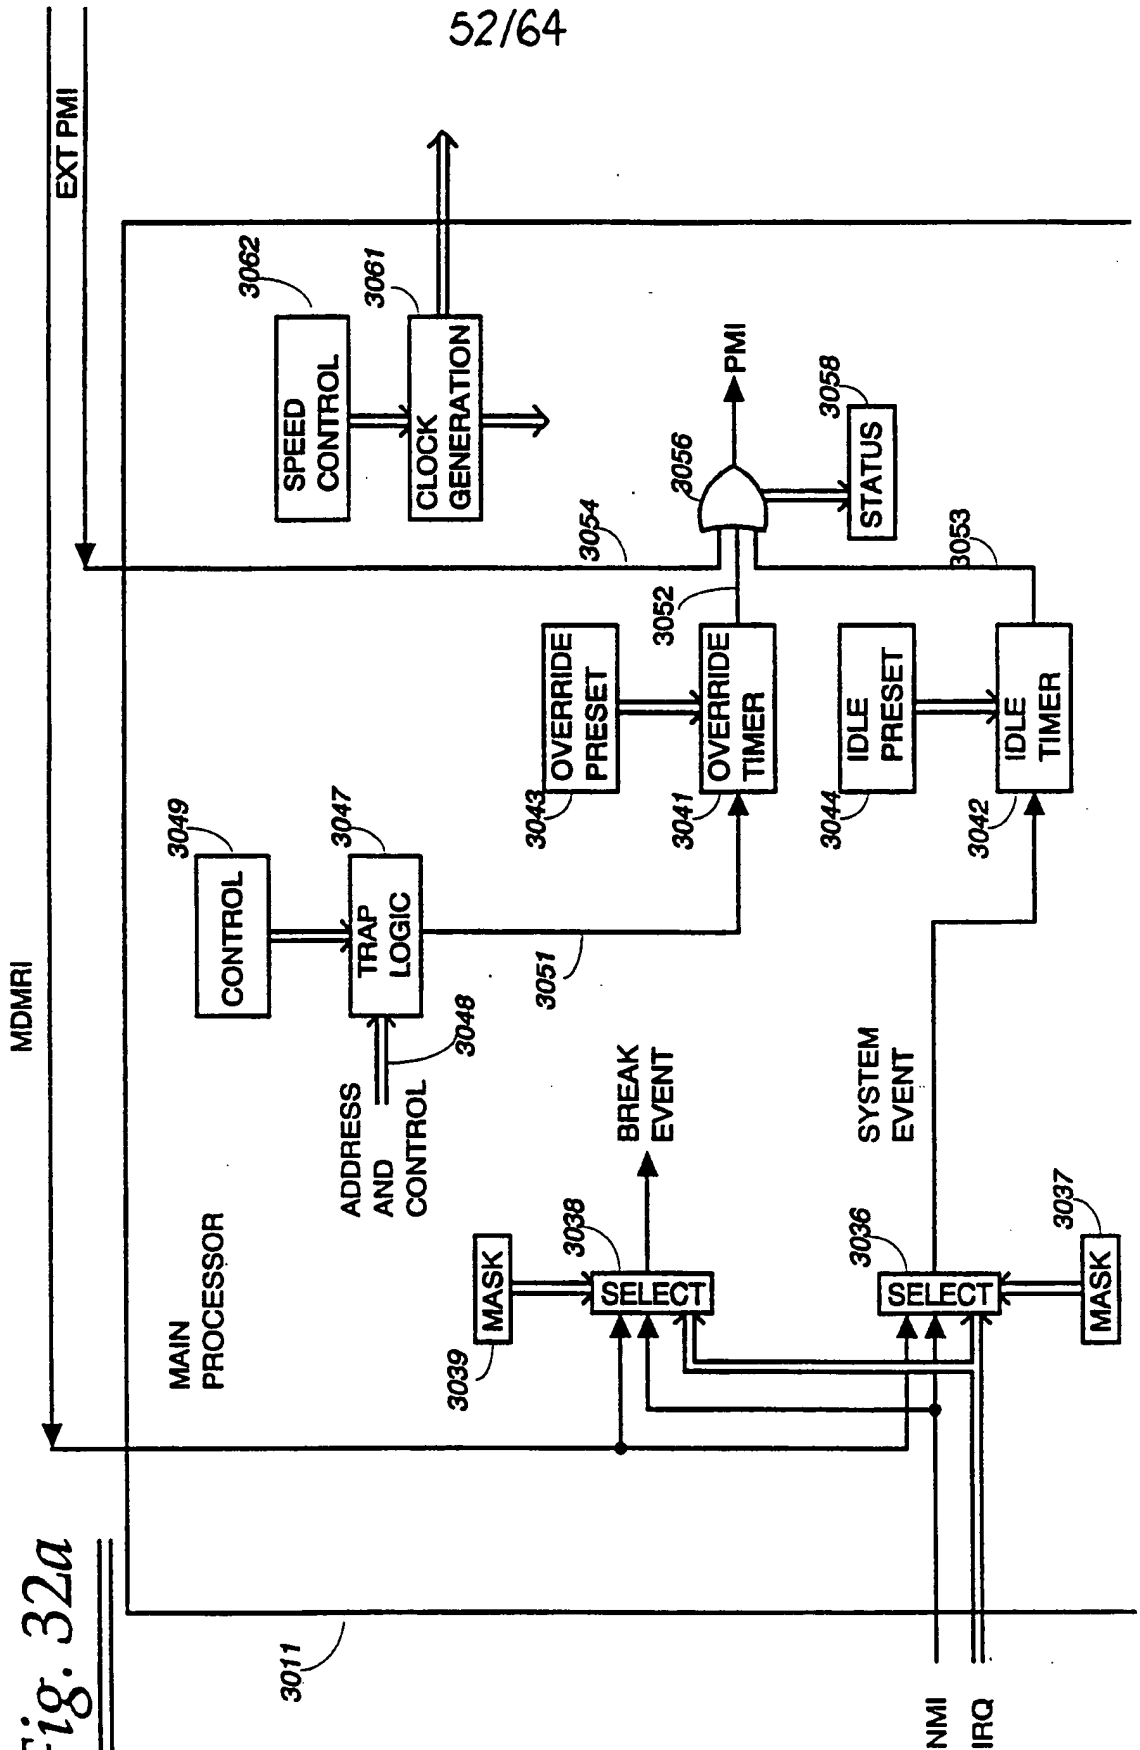 52/64
Fig. 32a
MDMRI
EXT PMI
3011
MAIN
PROCESSOR
3062
SPEED
CONTROL
3061
CLOCK
GENERATION
3049
CONTROL
3047
TRAP
LOGIC
3048
ADDRESS
AND
CONTROL
3051
3054
3043
OVERRIDE
PRESET
3041
OVERRIDE
TIMER
3052
3056
PMI
3058
STATUS
3053
3044
IDLE
PRESET
3042
IDLE
TIMER
3039
MASK
3038
SELECT
BREAK
EVENT
3036
SELECT
SYSTEM
EVENT
3037
MASK
NMI
IRQ